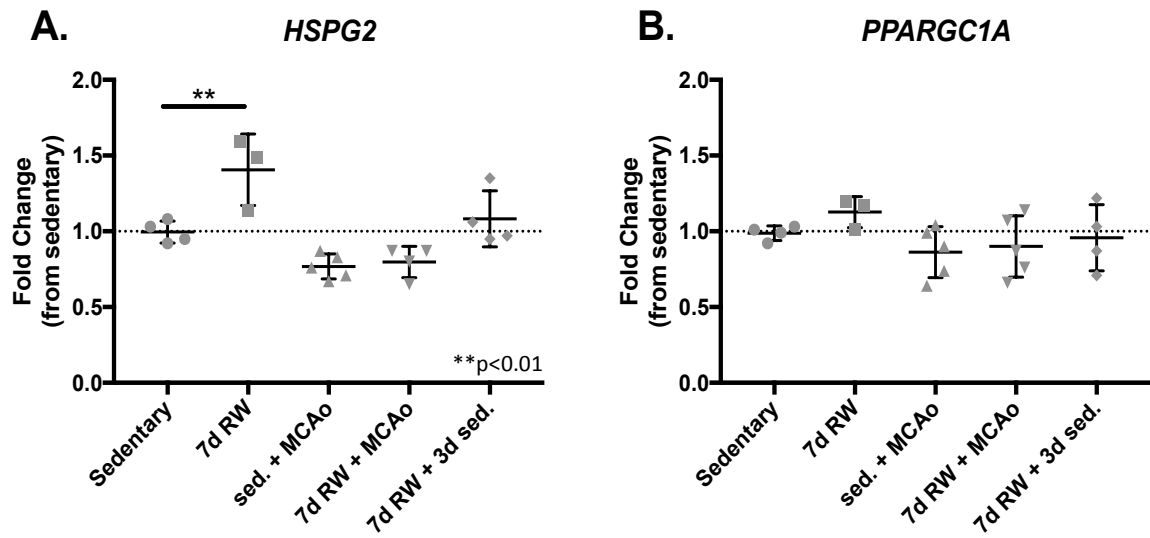 A.
HSPG2
Fold Change
(from sedentary)
2.0
1.5
1.0
0.5
0.0
**
**p<0.01
Sedentary
7d RW
sed. + MCAo
7d RW + MCAo
7d RW + 3d sed.
B.
PPARGC1A
Fold Change
(from sedentary)
2.0
1.5
1.0
0.5
0.0
Sedentary
7d RW
sed. + MCAo
7d RW + MCAo
7d RW + 3d sed.